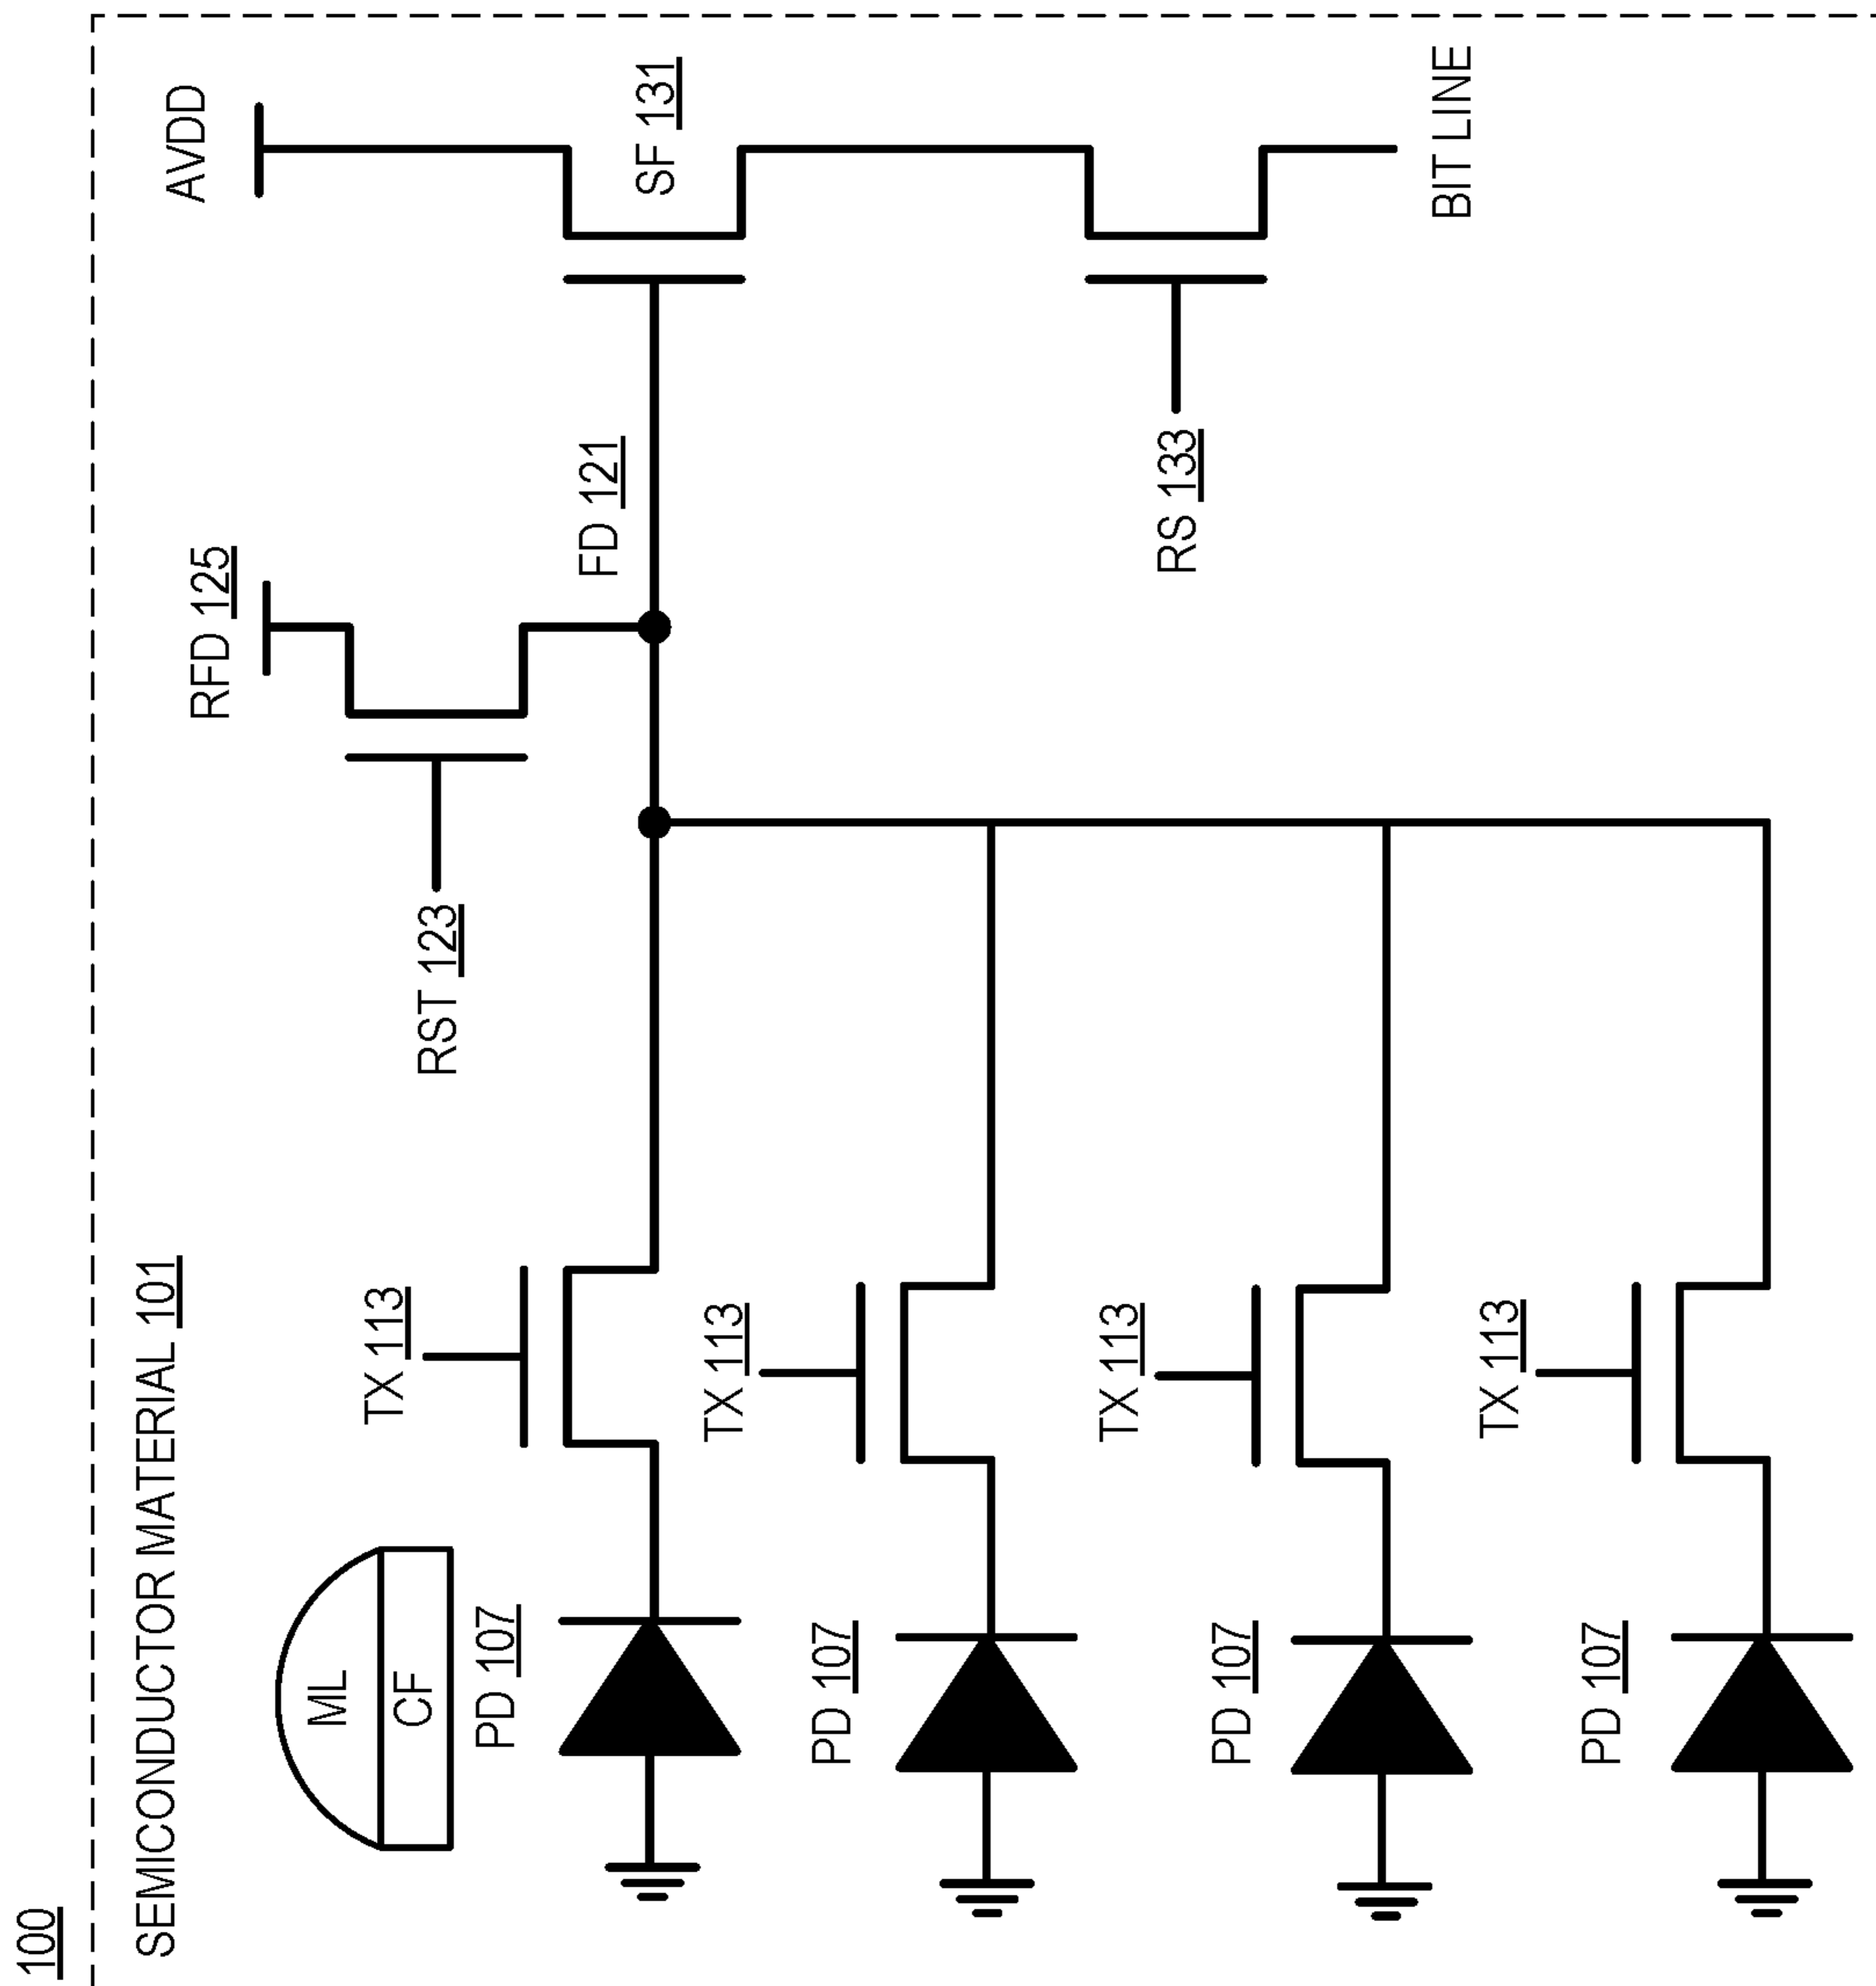 100
SEMICONDUCTOR MATERIAL 101
AVDD
RFD 125
ML
CF
TX 113
RST 123
SF 131
PD 107
FD 121
TX 113
PD 107
RS 133
TX 113
PD 107
BIT LINE
TX 113
PD 107